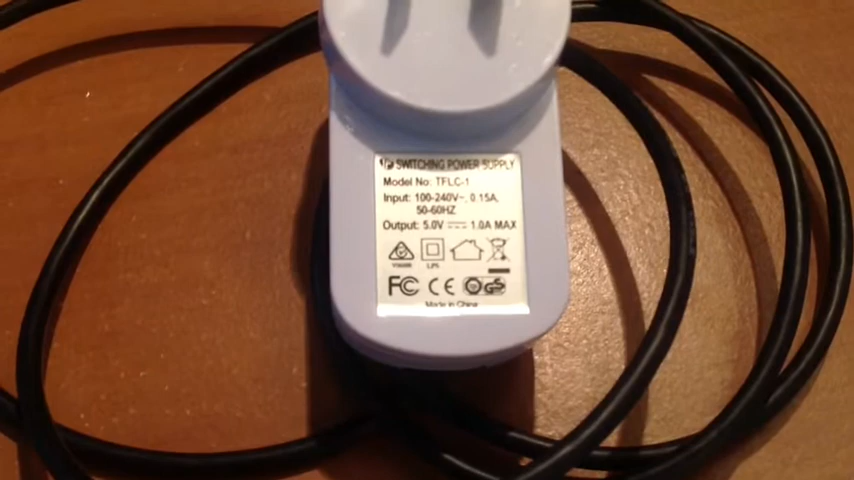 SWITCHING POWER SUPPLY
Model No: TFLC-1
Input: 100-240V~, 0.15A,
50-60HZ
Output: 5.0V ⎓ 1.0A MAX
LPS
FC CE GS
Made in China